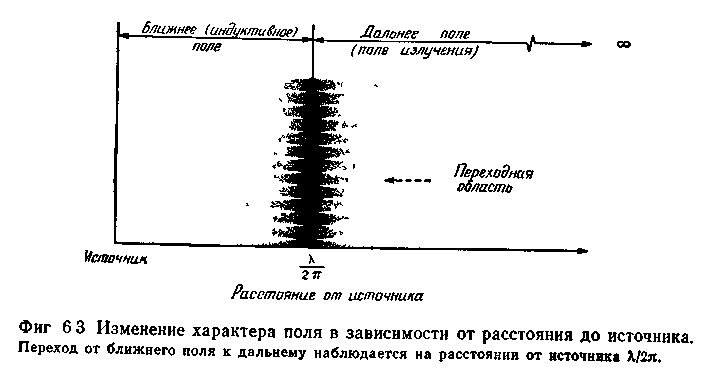 Ближнее (индуктивное) поле
Дальнее поле (поле излучения)
∞
Переходная область
Источник
λ
2π
Расстояние от источника
Фиг 6 3 Изменение характера поля в зависимости от расстояния до источника.
Переход от ближнего поля к дальнему наблюдается на расстоянии от источника λ/2π.